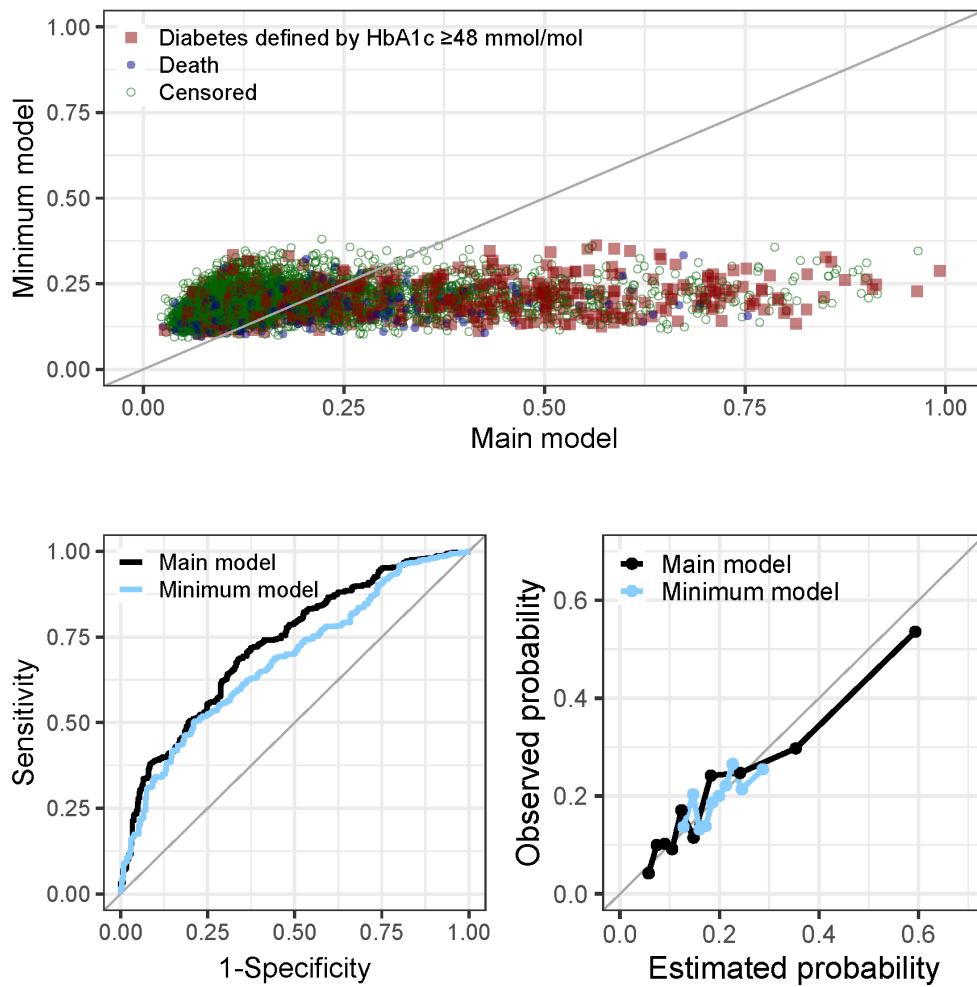 Diabetes defined by HbA1c ≥48 mmol/mol
Death
Censored
Minimum model
1.00
0.75
0.50
0.25
0.00
0.00 0.25 0.50 0.75 1.00
Main model
Main model
Minimum model
Sensitivity
1.00
0.75
0.50
0.25
0.00
0.00 0.25 0.50 0.75 1.00
1-Specificity
Main model
Minimum model
Observed probability
0.6
0.4
0.2
0.0
0.0 0.2 0.4 0.6
Estimated probability